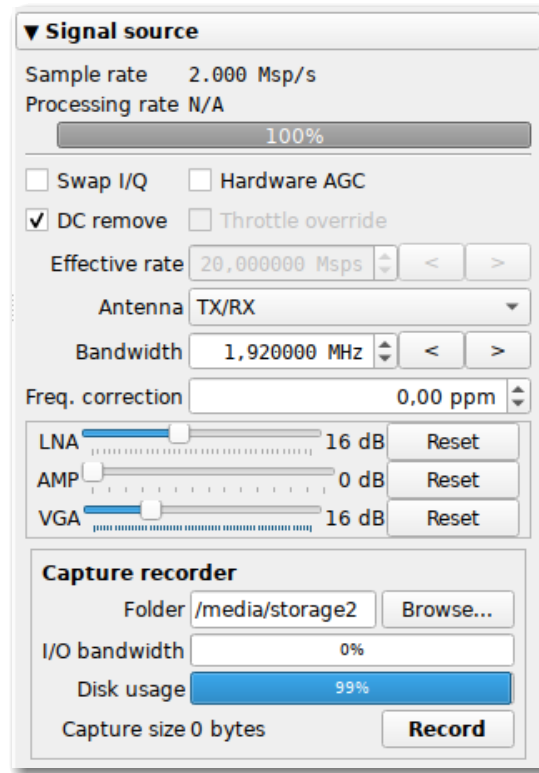 ▼ Signal source
Sample rate 2.000 Msp/s
Processing rate N/A
100%
Swap I/Q Hardware AGC
DC remove Throttle override
Effective rate 20,000000 Msps < >
Antenna TX/RX
Bandwidth 1,920000 MHz < >
Freq. correction 0,00 ppm
LNA 16 dB Reset
AMP 0 dB Reset
VGA 16 dB Reset
Capture recorder
Folder /media/storage2 Browse...
I/O bandwidth 0%
Disk usage 99%
Capture size 0 bytes Record